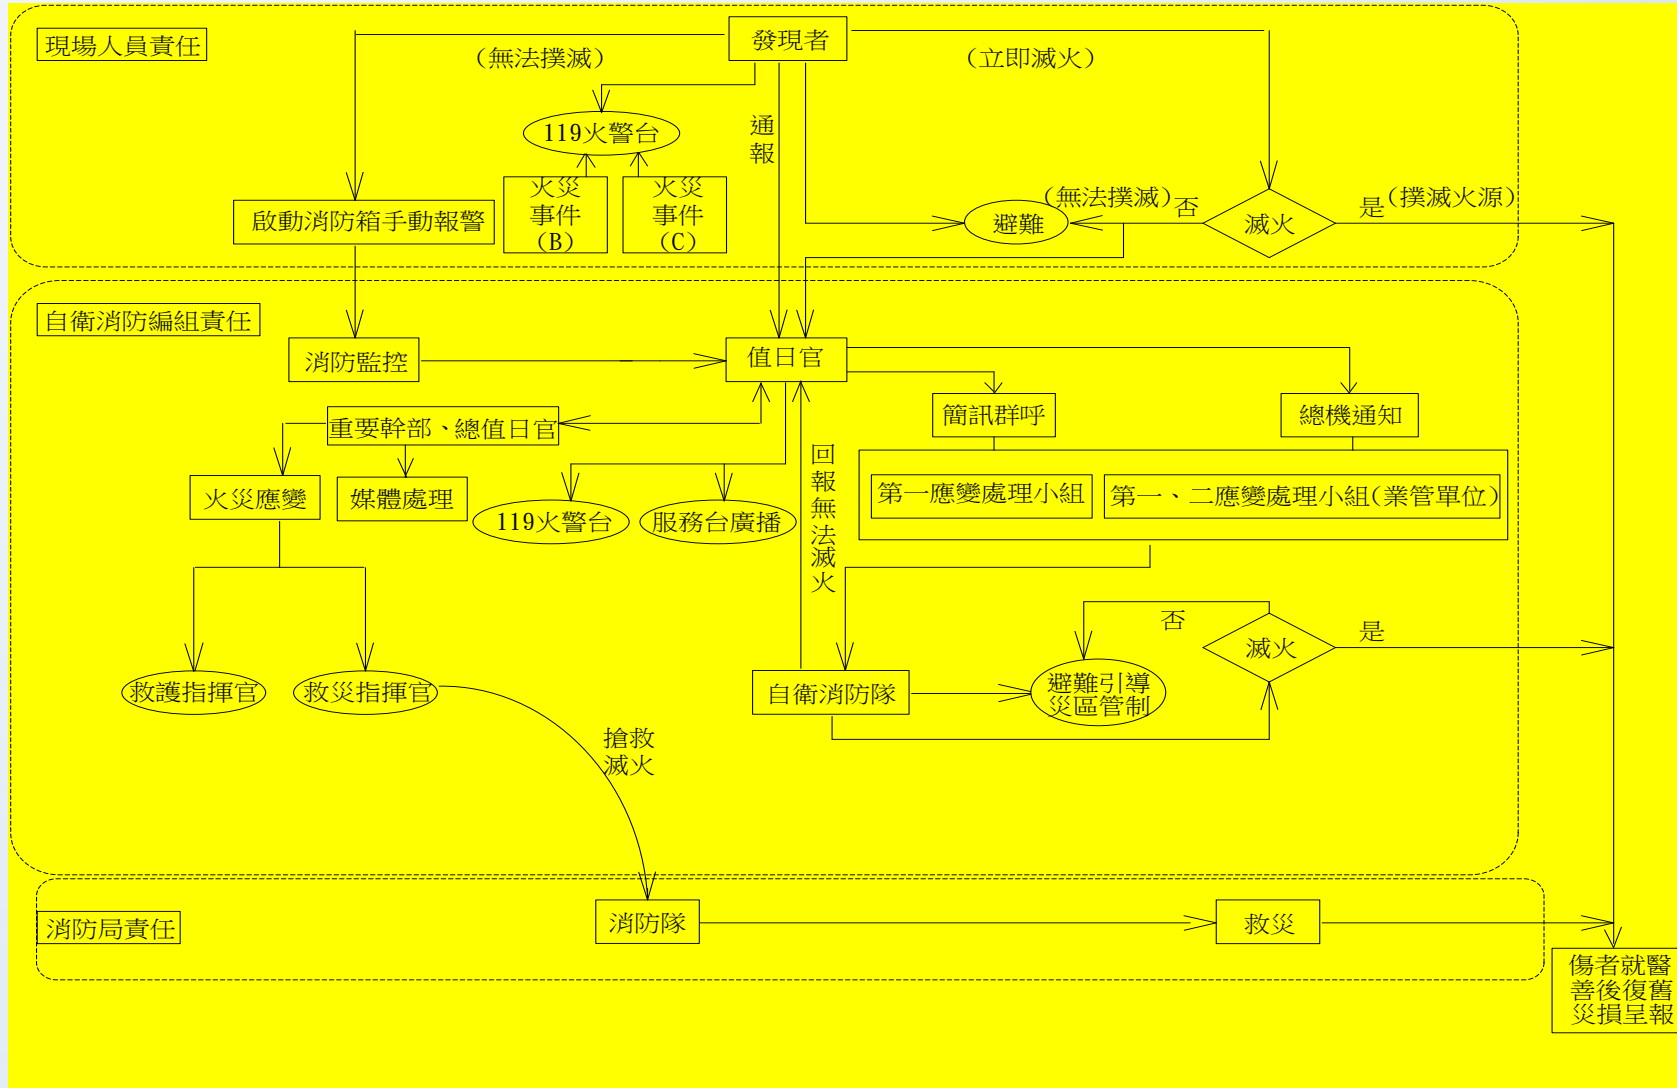 現場人員責任
發現者
(無法撲滅)
(立即滅火)
119火警台
通
報
火災
事件
(B)
火災
事件
(C)
啟動消防箱手動報警
避難
(無法撲滅)
否
滅火
是
(撲滅火源)
自衛消防編組責任
消防監控
值日官
重要幹部、總值日官
簡訊群呼
總機通知
火災應變
媒體處理
119火警台
服務台廣播
回
報
無
法
滅
火
第一應變處理小組
第一、二應變處理小組(業管單位)
救護指揮官
救災指揮官
自衛消防隊
避難引導
災區管制
否
滅火
是
搶救
滅火
消防局責任
消防隊
救災
傷者就醫
善後復舊
災損呈報